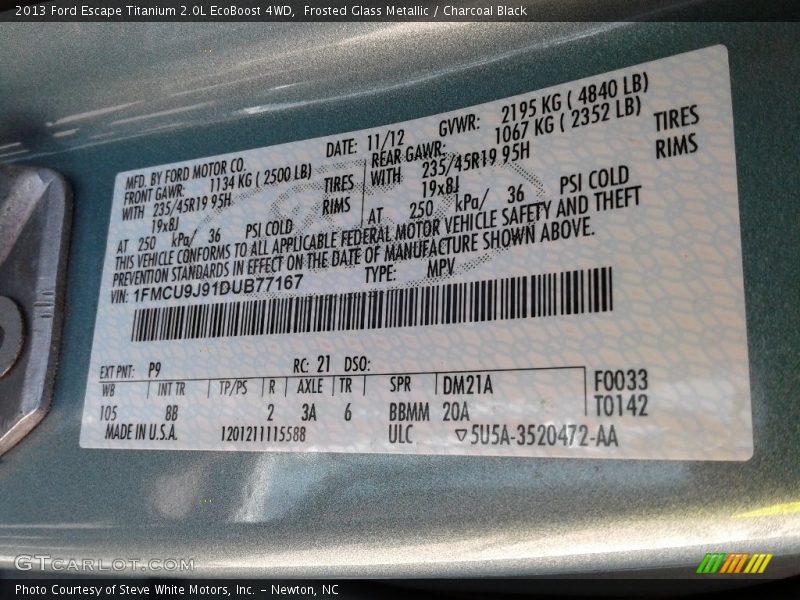 2013 Ford Escape Titanium 2.0L EcoBoost 4WD, Frosted Glass Metallic / Charcoal Black
MFD. BY FORD MOTOR CO. DATE: 11/12 GVWR: 2195 KG ( 4840 LB)
FRONT GAWR: 1134 KG ( 2500 LB) REAR GAWR: 1067 KG ( 2352 LB)
WITH 235/45R19 95H TIRES WITH 235/45R19 95H TIRES
19x8J RIMS 19x8J RIMS
AT 250 kPa/ 36 PSI COLD AT 250 kPa/ 36 PSI COLD
THIS VEHICLE CONFORMS TO ALL APPLICABLE FEDERAL MOTOR VEHICLE SAFETY AND THEFT
PREVENTION STANDARDS IN EFFECT ON THE DATE OF MANUFACTURE SHOWN ABOVE.
VIN: 1FMCU9J91DUB77167 TYPE: MPV
EXT PNT: P9 RC: 21 DSO:
WB INT TR TP/PS R AXLE TR SPR DM21A F0033
105 BB 2 3A 6 BBMM 20A T0142
MADE IN U.S.A. 1201211115588 ULC ▽5U5A-3520472-AA
GTCARLOT.COM
Photo Courtesy of Steve White Motors, Inc. – Newton, NC